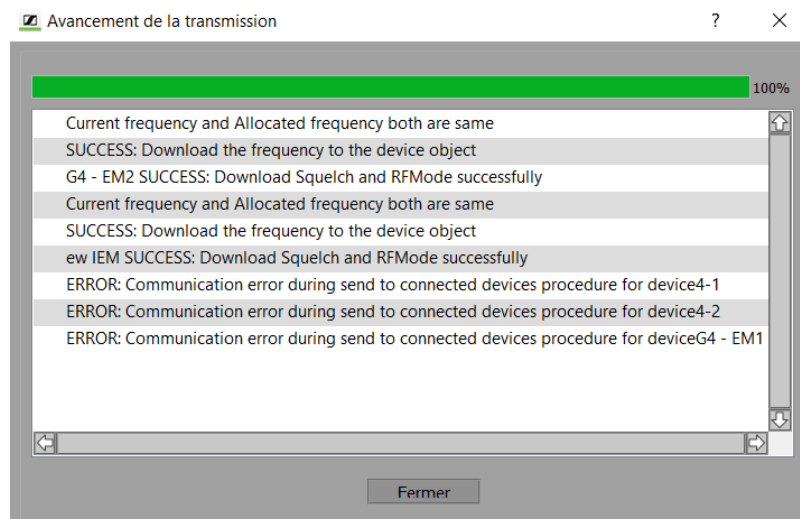 Avancement de la transmission
?
100%
Current frequency and Allocated frequency both are same
SUCCESS: Download the frequency to the device object
G4 - EM2 SUCCESS: Download Squelch and RFMode successfully
Current frequency and Allocated frequency both are same
SUCCESS: Download the frequency to the device object
ew IEM SUCCESS: Download Squelch and RFMode successfully
ERROR: Communication error during send to connected devices procedure for device4-1
ERROR: Communication error during send to connected devices procedure for device4-2
ERROR: Communication error during send to connected devices procedure for deviceG4 - EM1
Fermer